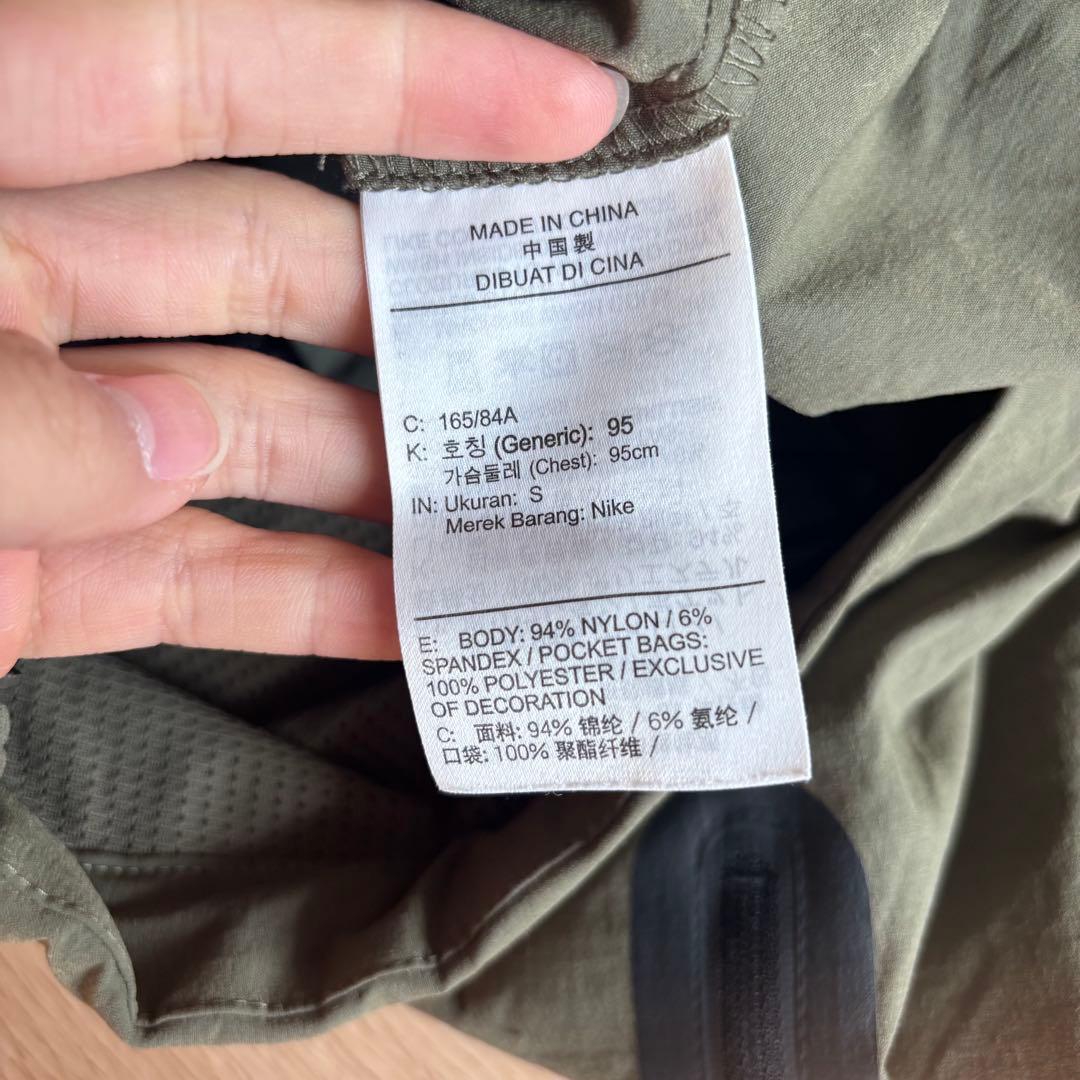 MADE IN CHINA
中国製
DIBUAT DI CINA
C: 165/84A
K: 호칭 (Generic): 95
가슴둘레 (Chest): 95cm
IN: Ukuran: S
Merek Barang: Nike
E: BODY: 94% NYLON / 6%
SPANDEX / POCKET BAGS:
100% POLYESTER / EXCLUSIVE
OF DECORATION
C: 面料: 94% 锦纶 / 6% 氨纶 /
口袋: 100% 聚酯纤维 /